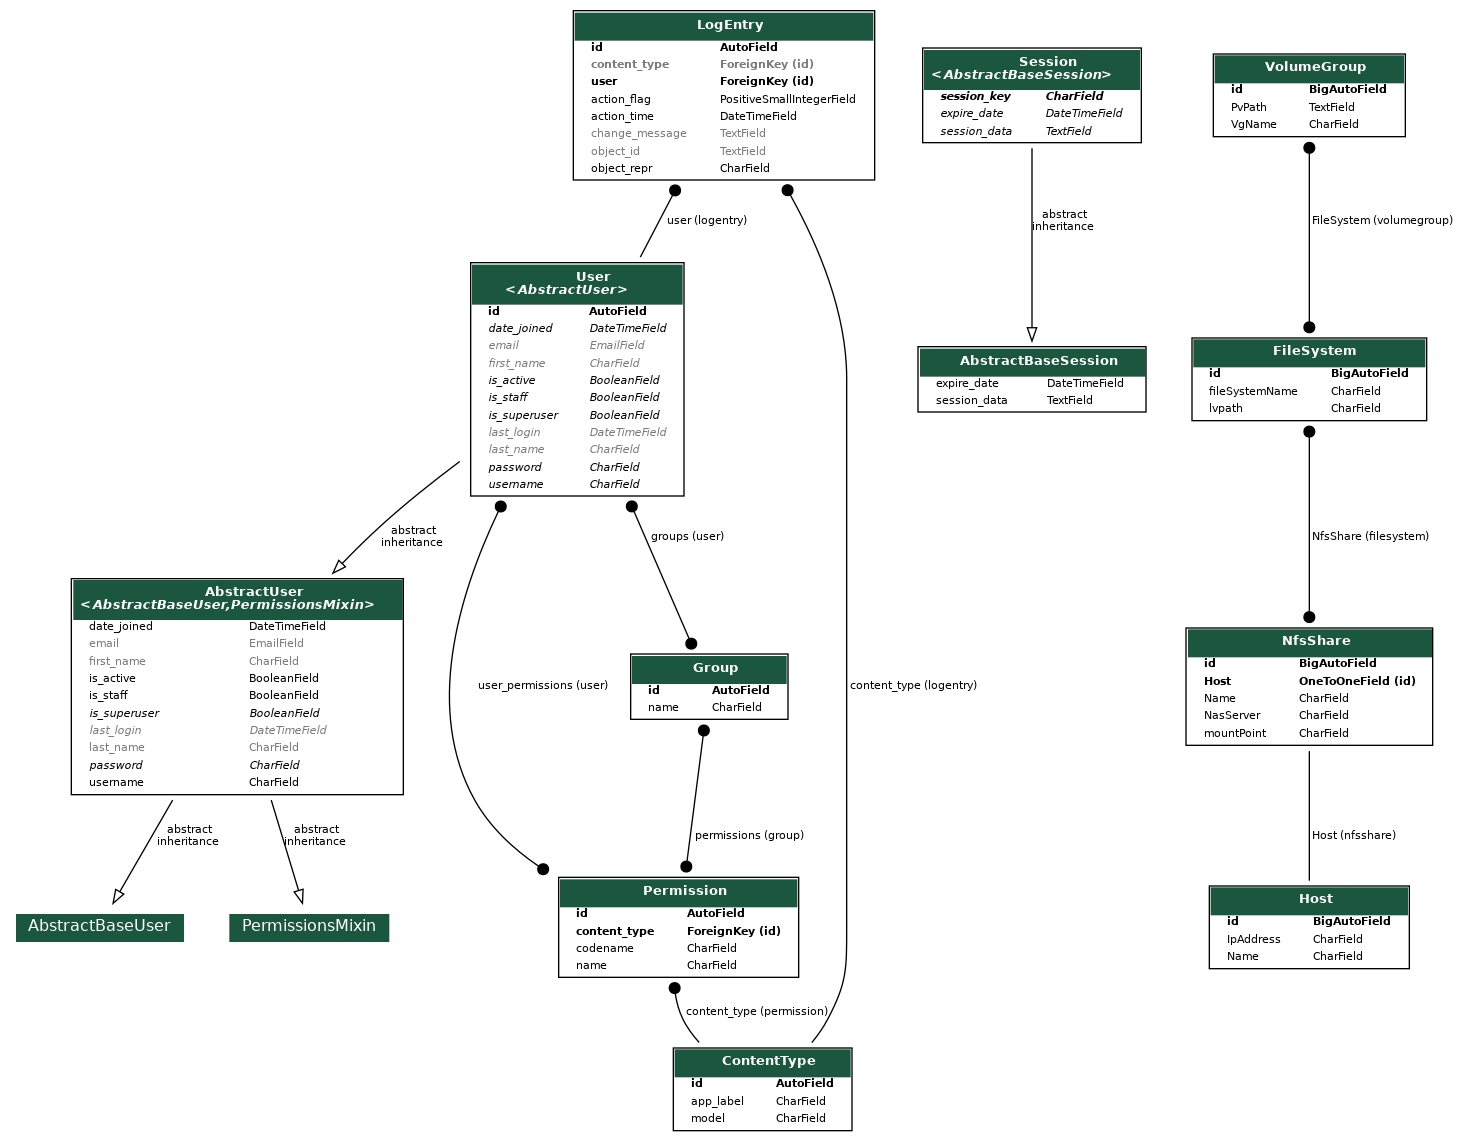 LogEntry
id AutoField
content_type ForeignKey (id)
user ForeignKey (id)
action_flag PositiveSmallIntegerField
action_time DateTimeField
change_message TextField
object_id TextField
object_repr CharField
Session
<AbstractBaseSession>
session_key CharField
expire_date DateTimeField
session_data TextField
VolumeGroup
id BigAutoField
PvPath TextField
VgName CharField
user (logentry)
abstract
inheritance
FileSystem (volumegroup)
User
<AbstractUser>
id AutoField
date_joined DateTimeField
email EmailField
first_name CharField
is_active BooleanField
is_staff BooleanField
is_superuser BooleanField
last_login DateTimeField
last_name CharField
password CharField
username CharField
AbstractBaseSession
expire_date DateTimeField
session_data TextField
FileSystem
id BigAutoField
fileSystemName CharField
lvpath CharField
abstract
inheritance
groups (user)
NfsShare (filesystem)
AbstractUser
<AbstractBaseUser,PermissionsMixin>
date_joined DateTimeField
email EmailField
first_name CharField
is_active BooleanField
is_staff BooleanField
is_superuser BooleanField
last_login DateTimeField
last_name CharField
password CharField
username CharField
user_permissions (user)
Group
id AutoField
name CharField
content_type (logentry)
NfsShare
id BigAutoField
Host OneToOneField (id)
Name CharField
NasServer CharField
mountPoint CharField
abstract
inheritance
abstract
inheritance
permissions (group)
Host (nfsshare)
AbstractBaseUser
PermissionsMixin
Permission
id AutoField
content_type ForeignKey (id)
codename CharField
name CharField
Host
id BigAutoField
IpAddress CharField
Name CharField
content_type (permission)
ContentType
id AutoField
app_label CharField
model CharField